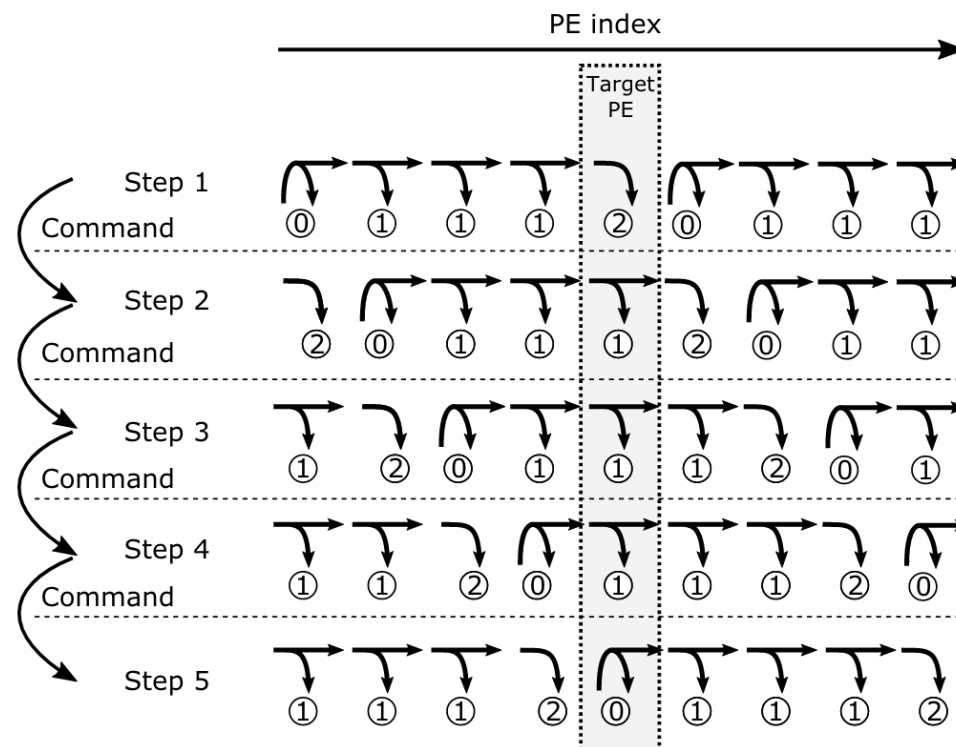 PE index
Target
PE
Step 1
Command
0 1 1 1 2 0 1 1 1
Step 2
Command
2 0 1 1 1 2 0 1 1
Step 3
Command
1 2 0 1 1 1 2 0 1
Step 4
Command
1 1 2 0 1 1 1 2 0
Step 5
1 1 1 2 0 1 1 1 2